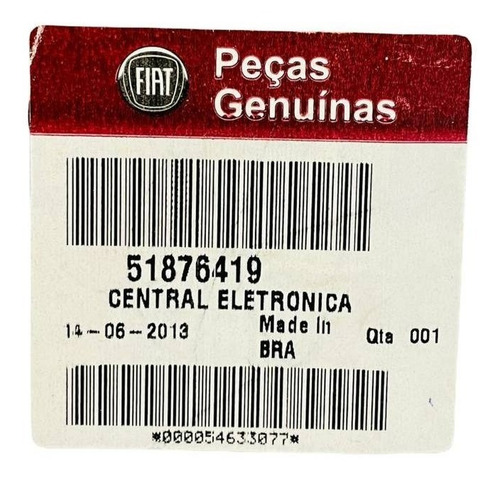 FIAT
Peças
Genuínas
51876419
CENTRAL ELETRONICA
14-06-2013 Made In BRA Qta 001
*000054633077*